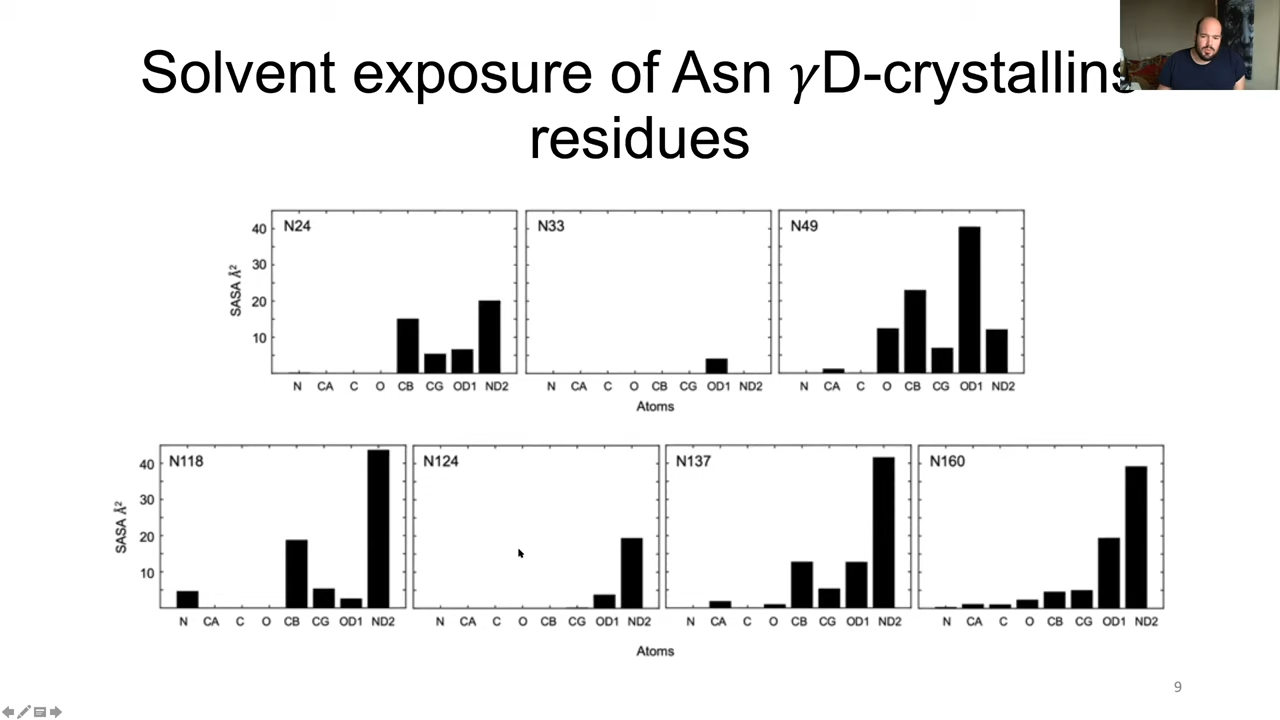 Solvent exposure of Asn 𝛾D-crystallins
residues
N24
N33
N49
SASA Å²
40
30
20
10
N CA C O CB CG OD1 ND2
N CA C O CB CG OD1 ND2
N CA C O CB CG OD1 ND2
Atoms
N118
N124
N137
N160
SASA Å²
40
30
20
10
N CA C O CB CG OD1 ND2
N CA C O CB CG OD1 ND2
N CA C O CB CG OD1 ND2
N CA C O CB CG OD1 ND2
Atoms
9